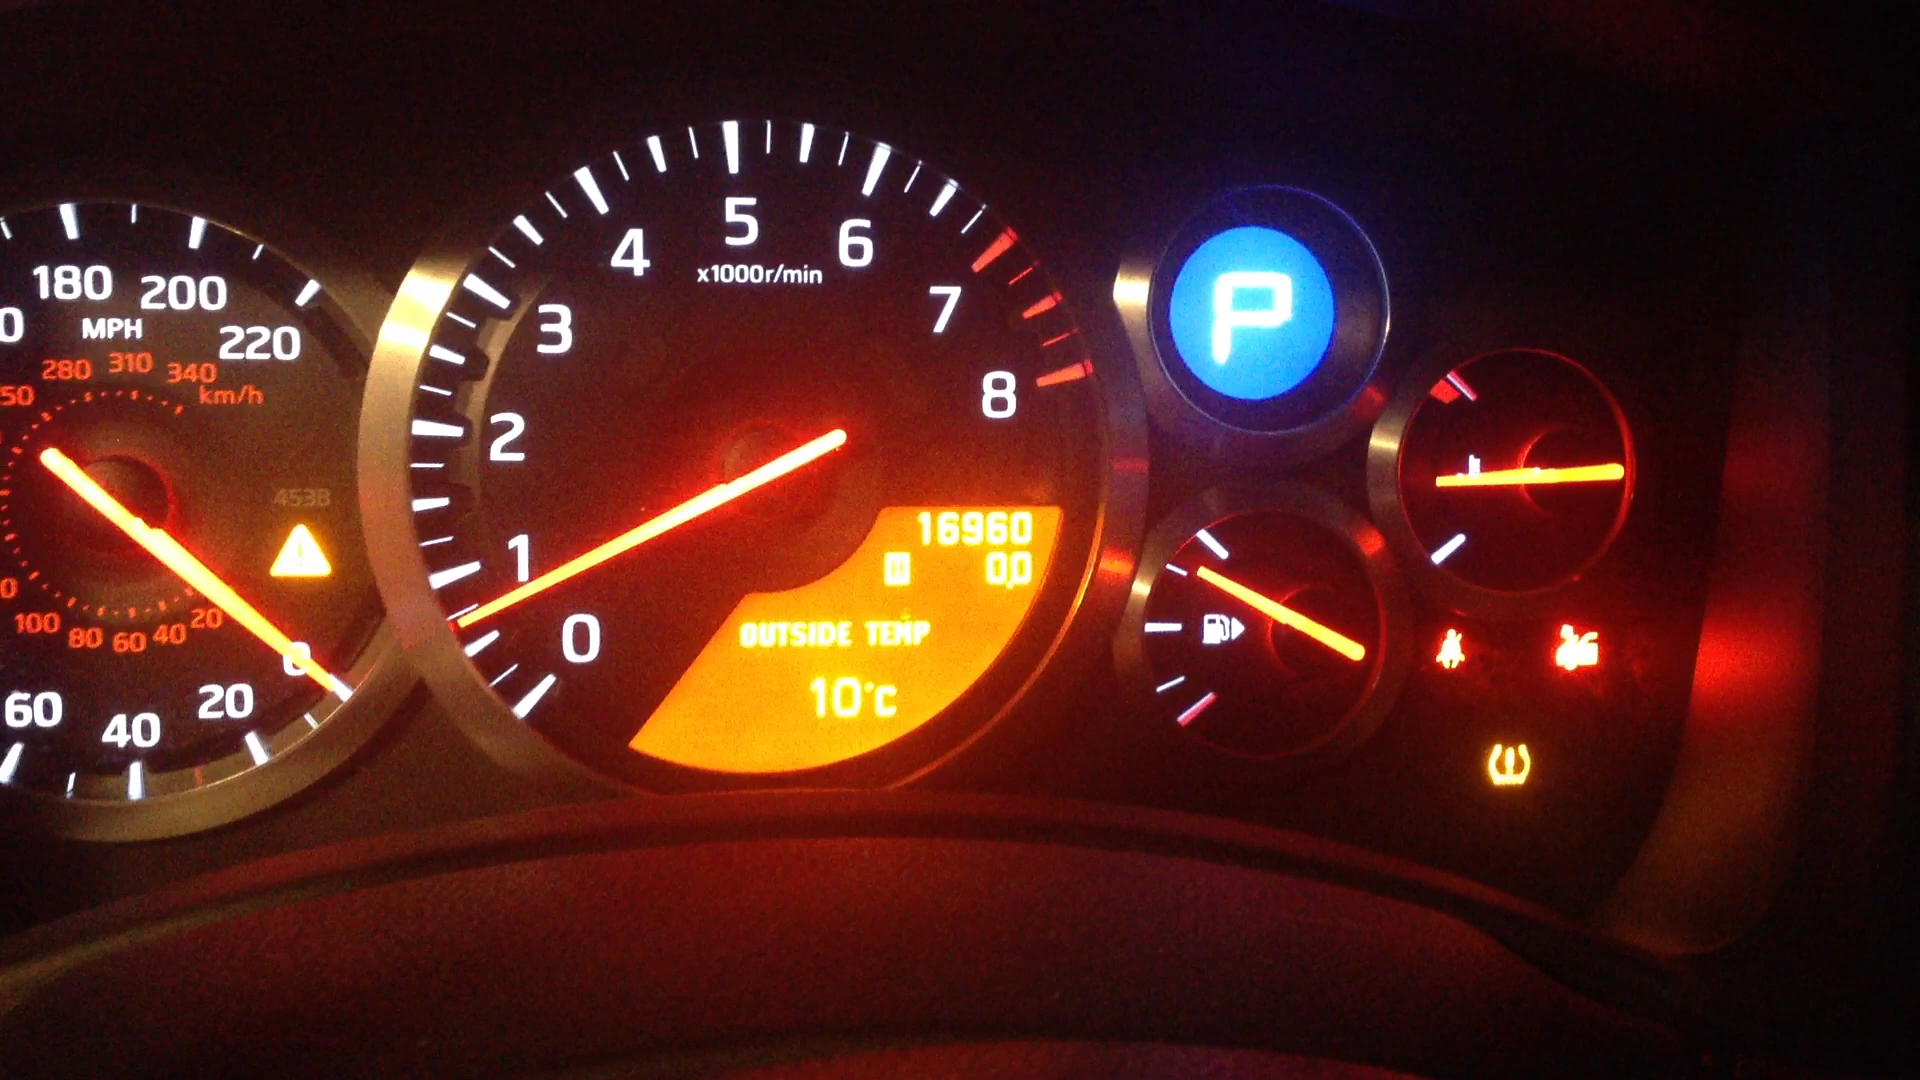 180 200 220
MPH
280 310 340
km/h
50
453B
100 80 60 40 20 0
60 40 20
0 1 2 3 4 5 6 7 8
x1000r/min
16960
0,0
OUTSIDE TEMP
10°C
P